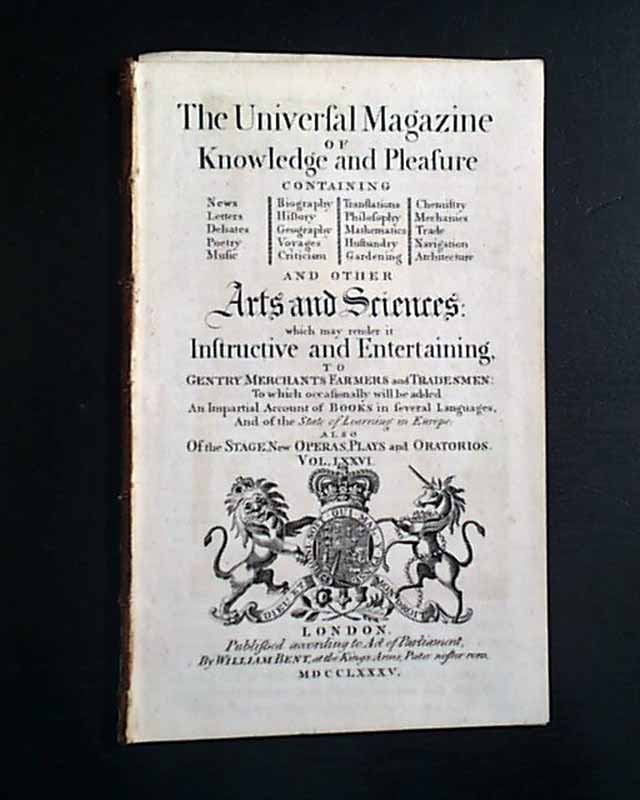 The Univerſal Magazine
OF
Knowledge and Pleaſure
CONTAINING
News Biography Tranſlations Chemiſtry
Letters Hiſtory Philoſophy Mechanics
Debates Geography Mathematics Trade
Poetry Voyages Huſbandry Navigation
Muſic Criticiſm Gardening Architecture
AND OTHER
Arts and Sciences:
which may render it
Inſtructive and Entertaining,
TO
GENTRY MERCHANTS FARMERS and TRADESMEN:
To which occaſionally will be added
An Impartial Account of BOOKS in ſeveral Languages,
And of the State of Learning in Europe:
ALSO
Of the STAGE, New OPERAS, PLAYS and ORATORIOS.
VOL. LXXVI.
SOIT QUI MAL
DIEU ET MON DROIT
LONDON.
Publiſhed according to Act of Parliament,
By WILLIAM BENT, at the Kings Arms, Pater noſter row.
MDCCLXXXV.